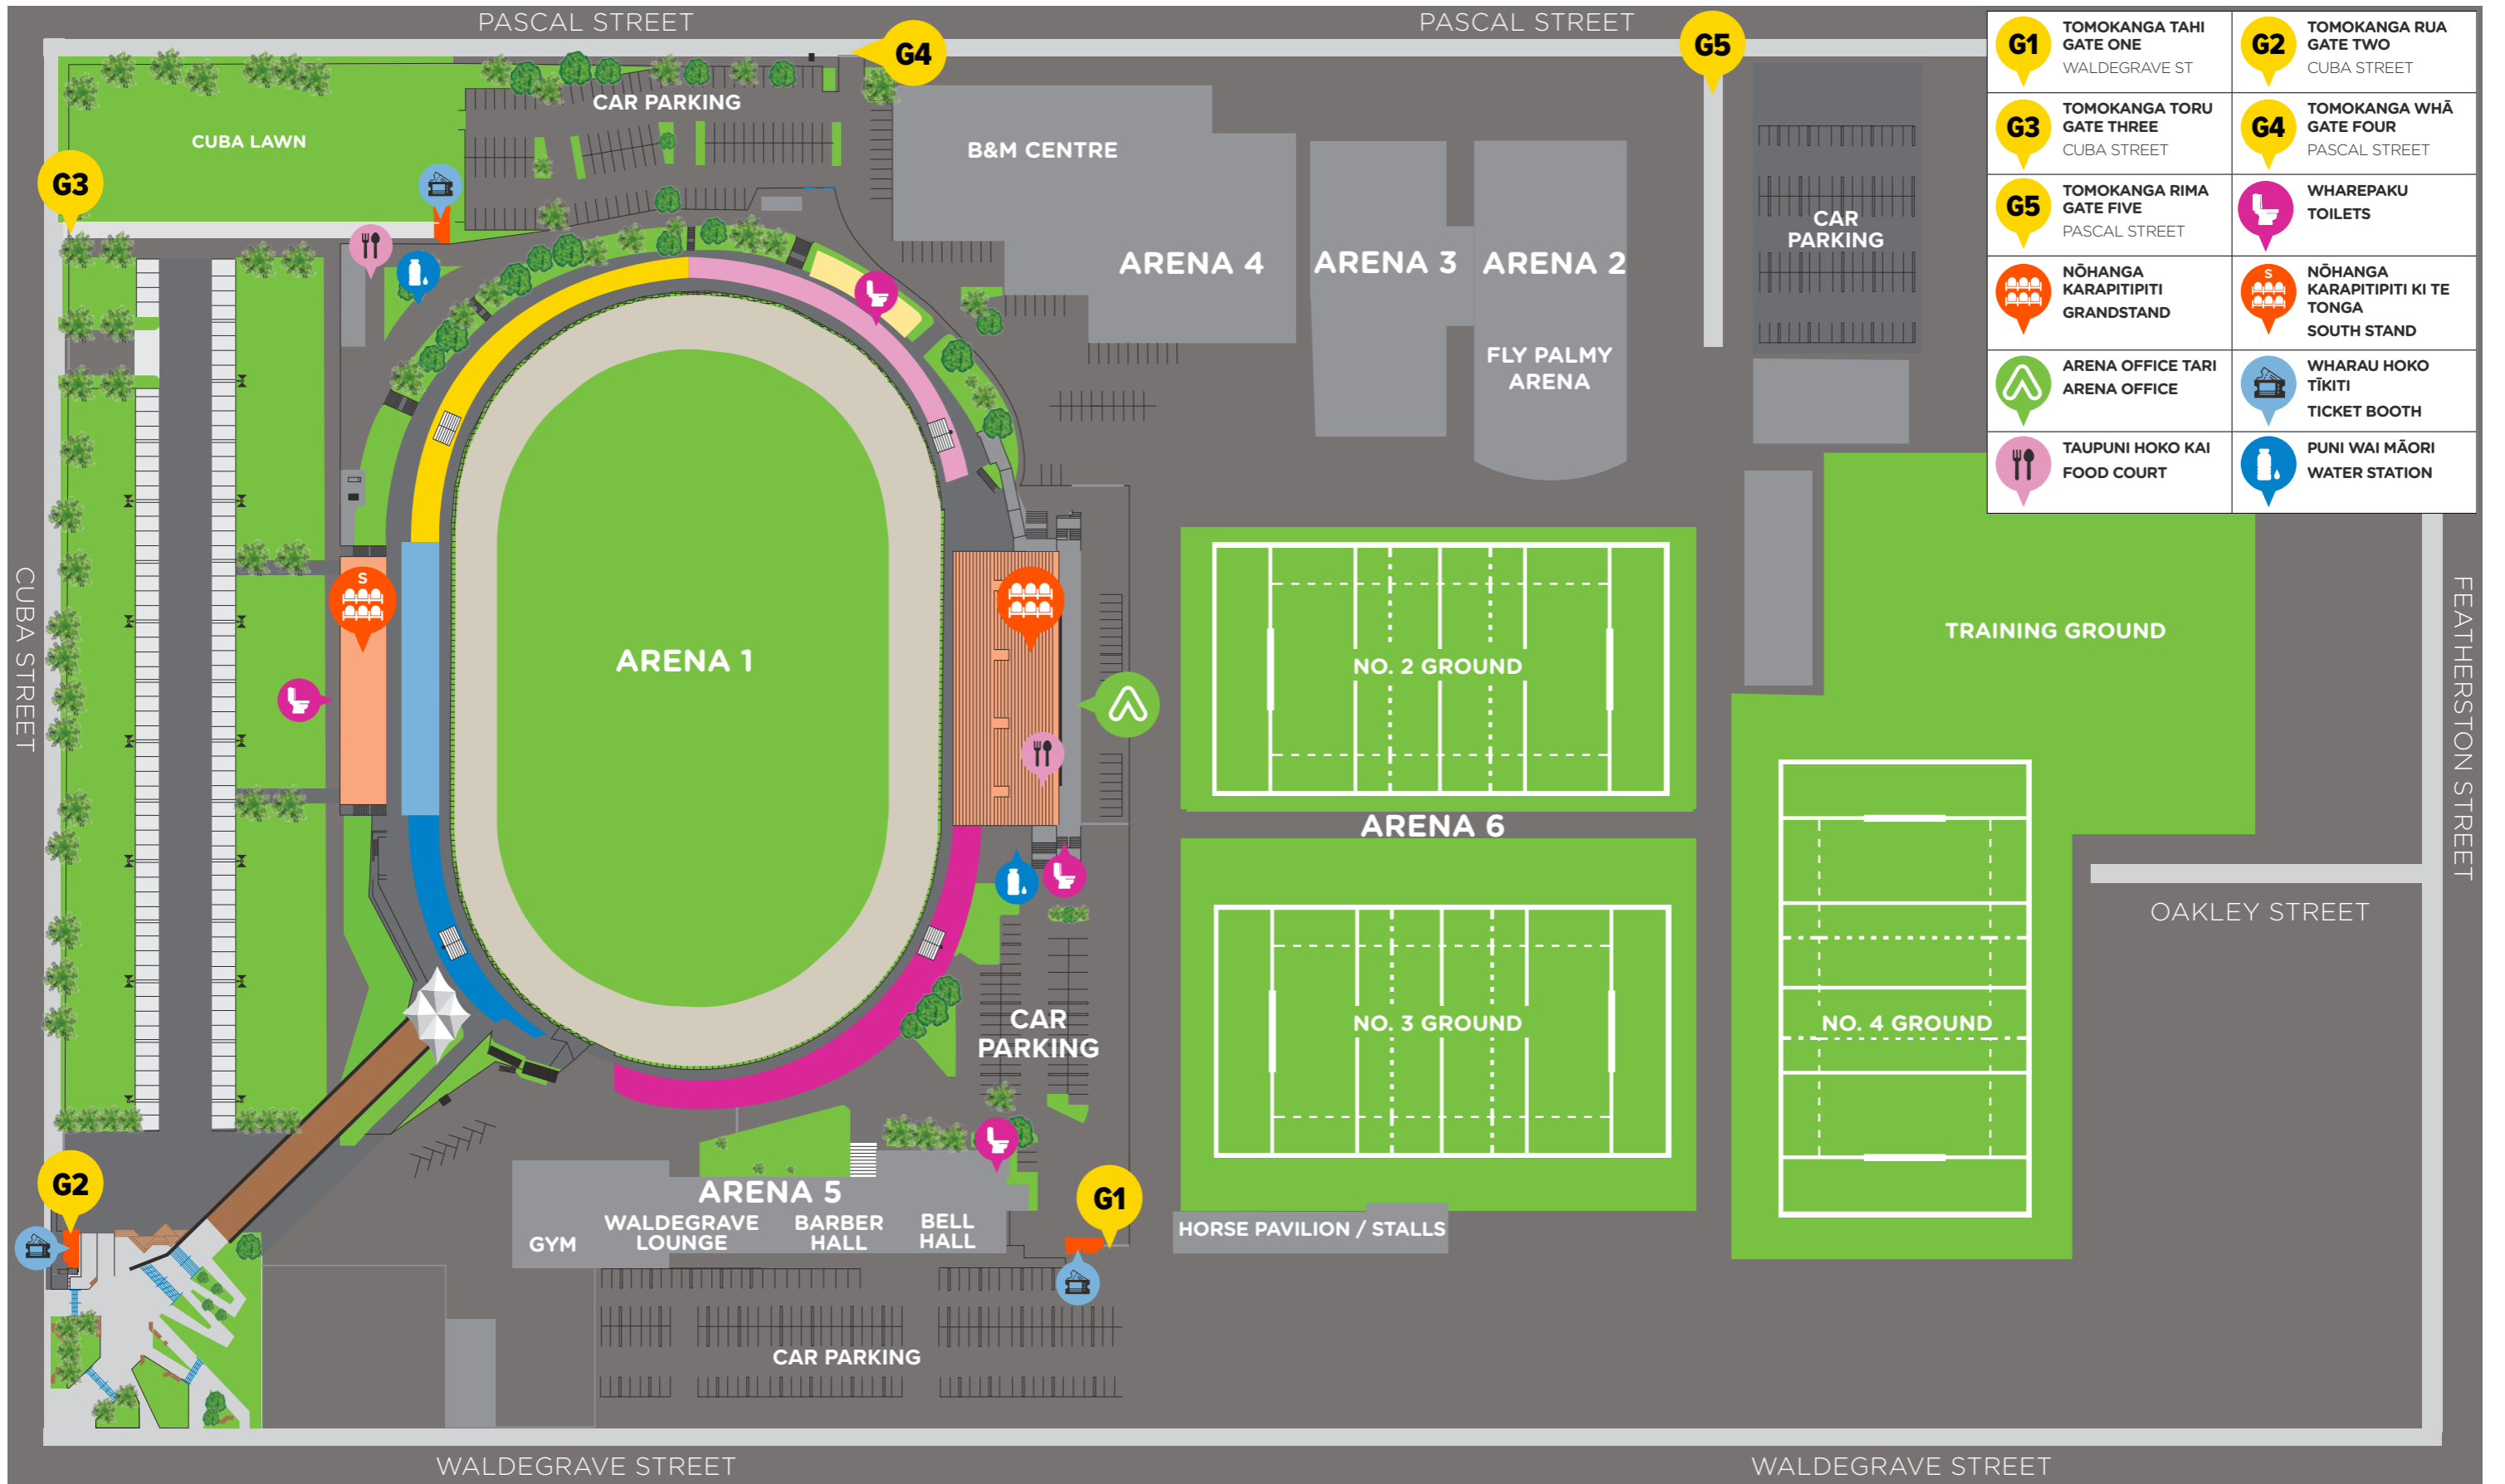 PASCAL STREET
PASCAL STREET
G4
G5
CAR PARKING
CUBA LAWN
B&M CENTRE
G3
ARENA 4
ARENA 3
ARENA 2
CAR
PARKING
FLY PALMY
ARENA
G1
TOMOKANGA TAHI
GATE ONE
WALDEGRAVE ST
G2
TOMOKANGA RUA
GATE TWO
CUBA STREET
G3
TOMOKANGA TORU
GATE THREE
CUBA STREET
G4
TOMOKANGA WHĀ
GATE FOUR
PASCAL STREET
G5
TOMOKANGA RIMA
GATE FIVE
PASCAL STREET
WHAREPAKU
TOILETS
NŌHANGA
KARAPITIPITI
GRANDSTAND
S
NŌHANGA
KARAPITIPITI KI TE
TONGA
SOUTH STAND
ARENA OFFICE TARI
ARENA OFFICE
WHARAU HOKO
TĪKITI
TICKET BOOTH
TAUPUNI HOKO KAI
FOOD COURT
PUNI WAI MĀORI
WATER STATION
CUBA STREET
S
ARENA 1
NO. 2 GROUND
TRAINING GROUND
FEATHERSTON STREET
ARENA 6
OAKLEY STREET
CAR
PARKING
NO. 3 GROUND
NO. 4 GROUND
G2
ARENA 5
GYM
WALDEGRAVE
LOUNGE
BARBER
HALL
BELL
HALL
G1
HORSE PAVILION / STALLS
CAR PARKING
WALDEGRAVE STREET
WALDEGRAVE STREET